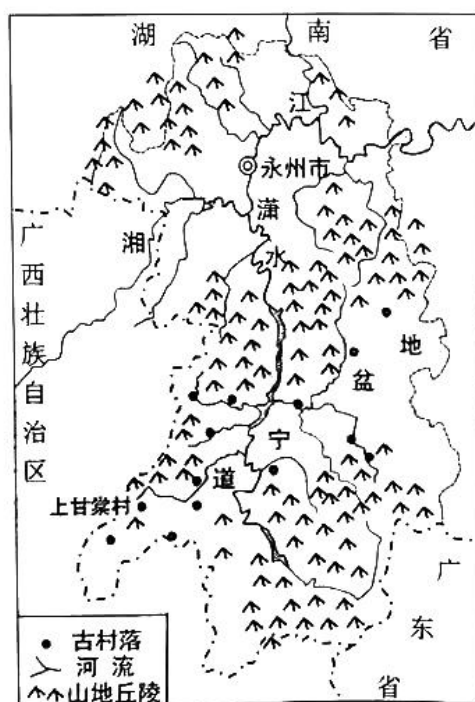 湖南省
江
永州市
潇水
湘
广西壮族自治区
地
盆
宁
道
上甘棠村
广东省
古村落
河流
山地丘陵